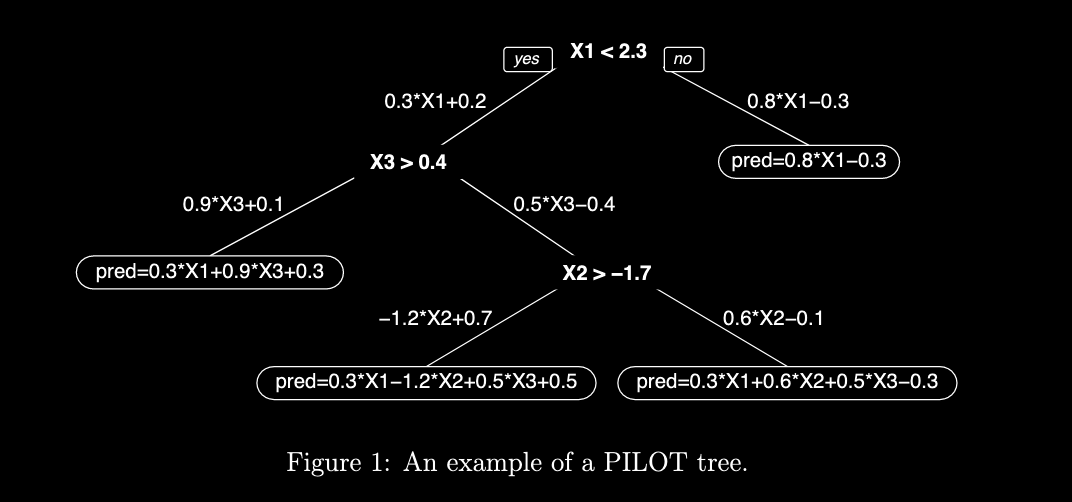 X1 < 2.3
yes
no
0.3*X1+0.2
0.8*X1−0.3
X3 > 0.4
pred=0.8*X1−0.3
0.9*X3+0.1
0.5*X3−0.4
pred=0.3*X1+0.9*X3+0.3
X2 > −1.7
−1.2*X2+0.7
0.6*X2−0.1
pred=0.3*X1−1.2*X2+0.5*X3+0.5
pred=0.3*X1+0.6*X2+0.5*X3−0.3
Figure 1: An example of a PILOT tree.